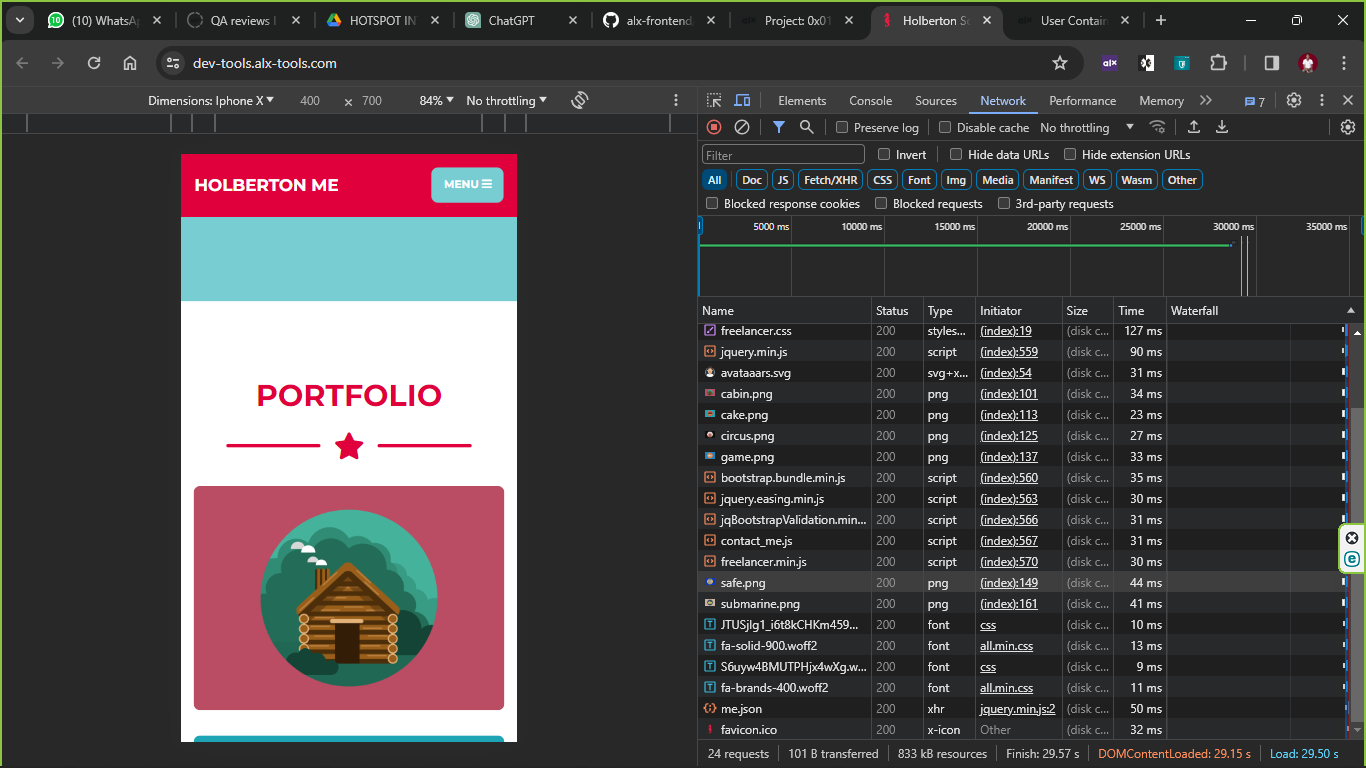 (10) WhatsA
QA reviews
HOTSPOT IN
ChatGPT
alx-frontend
Project: 0x01
Holberton Sc
User Contain
dev-tools.alx-tools.com
Dimensions: Iphone X
400
×
700
84%
No throttling
HOLBERTON ME
MENU
PORTFOLIO
Elements
Console
Sources
Network
Performance
Memory
7
Preserve log
Disable cache
No throttling
Filter
Invert
Hide data URLs
Hide extension URLs
All
Doc
JS
Fetch/XHR
CSS
Font
Img
Media
Manifest
WS
Wasm
Other
Blocked response cookies
Blocked requests
3rd-party requests
5000 ms
10000 ms
15000 ms
20000 ms
25000 ms
30000 ms
35000 ms
Name Status Type Initiator Size Time Waterfall
freelancer.css 200 styles... (index):19 (disk c... 127 ms
jquery.min.js 200 script (index):559 (disk c... 90 ms
avataaars.svg 200 svg+x... (index):54 (disk c... 31 ms
cabin.png 200 png (index):101 (disk c... 34 ms
cake.png 200 png (index):113 (disk c... 23 ms
circus.png 200 png (index):125 (disk c... 27 ms
game.png 200 png (index):137 (disk c... 33 ms
bootstrap.bundle.min.js 200 script (index):560 (disk c... 35 ms
jquery.easing.min.js 200 script (index):563 (disk c... 30 ms
jqBootstrapValidation.min... 200 script (index):566 (disk c... 31 ms
contact_me.js 200 script (index):567 (disk c... 31 ms
freelancer.min.js 200 script (index):570 (disk c... 30 ms
safe.png 200 png (index):149 (disk c... 44 ms
submarine.png 200 png (index):161 (disk c... 41 ms
JTUSjIg1_i6t8kCHKm459... 200 font css (disk c... 10 ms
fa-solid-900.woff2 200 font all.min.css (disk c... 13 ms
S6uyw4BMUTPHjx4wXg.w... 200 font css (disk c... 9 ms
fa-brands-400.woff2 200 font all.min.css (disk c... 11 ms
me.json 200 xhr jquery.min.js:2 (disk c... 50 ms
favicon.ico 200 x-icon Other (disk c... 32 ms
24 requests
101 B transferred
833 kB resources
Finish: 29.57 s
DOMContentLoaded: 29.15 s
Load: 29.50 s